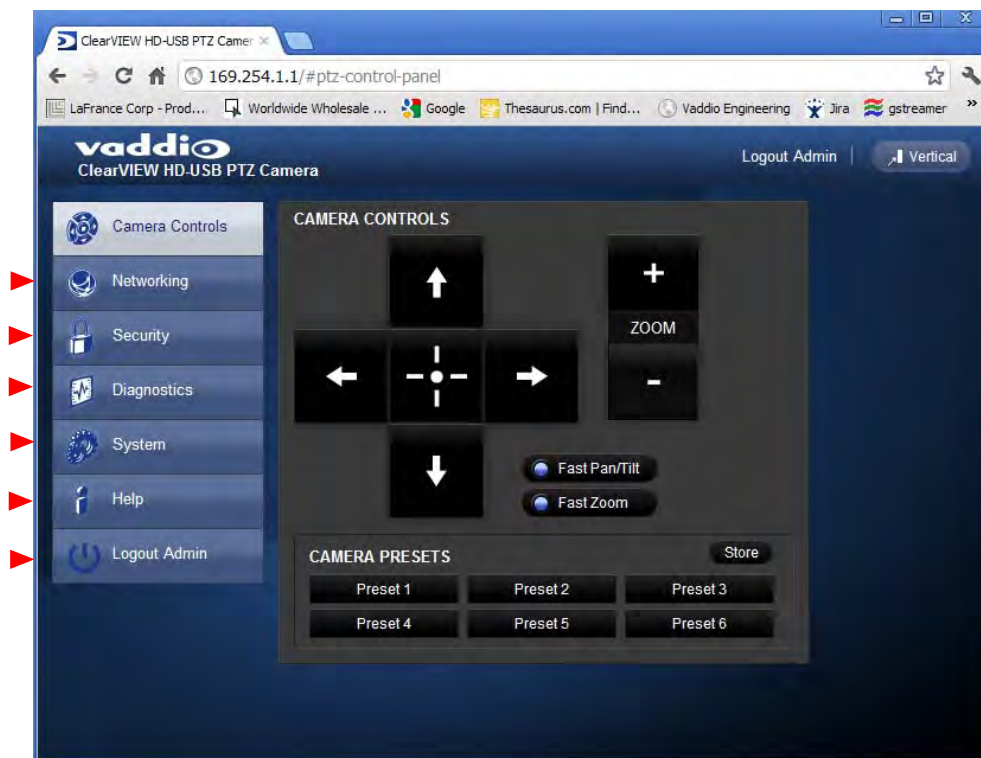 ClearVIEW HD-USB PTZ Camer
169.254.1.1/#ptz-control-panel
LaFrance Corp - Prod... Worldwide Wholesale ... Google Thesaurus.com | Find... Vaddio Engineering Jira gstreamer »
vaddio
ClearVIEW HD-USB PTZ Camera
Logout Admin | Vertical
Camera Controls
Networking
Security
Diagnostics
System
Help
Logout Admin
CAMERA CONTROLS
+
ZOOM
-
Fast Pan/Tilt
Fast Zoom
CAMERA PRESETS
Store
Preset 1 Preset 2 Preset 3
Preset 4 Preset 5 Preset 6